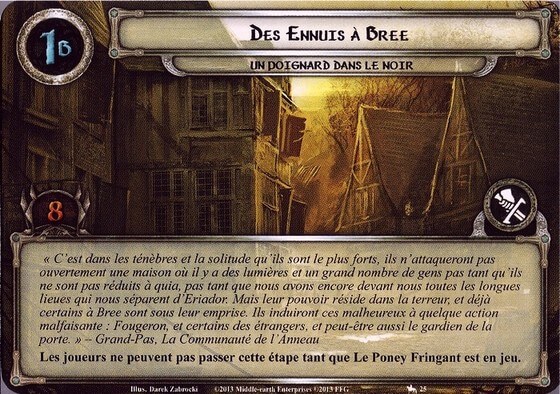 1B
DES ENNUIS À BREE
UN POIGNARD DANS LE NOIR
8
« C'est dans les ténèbres et la solitude qu'ils sont le plus forts, ils n'attaqueront pas
ouvertement une maison où il y a des lumières et un grand nombre de gens pas tant qu'ils
ne sont pas réduits à quia, pas tant que nous avons encore devant nous toutes les longues
lieues qui nous séparent d'Eriador. Mais leur pouvoir réside dans la terreur, et déjà
certains à Bree sont sous leur emprise. Ils induiront ces malheureux à quelque action
malfaisante : Fougeron, et certains des étrangers, et peut-être aussi le gardien de la
porte. » – Grand-Pas, La Communauté de l'Anneau
Les joueurs ne peuvent pas passer cette étape tant que Le Poney Fringant est en jeu.
Illus. Darek Zabrocki ©2013 Middle-earth Enterprises ©2013 FFG 25